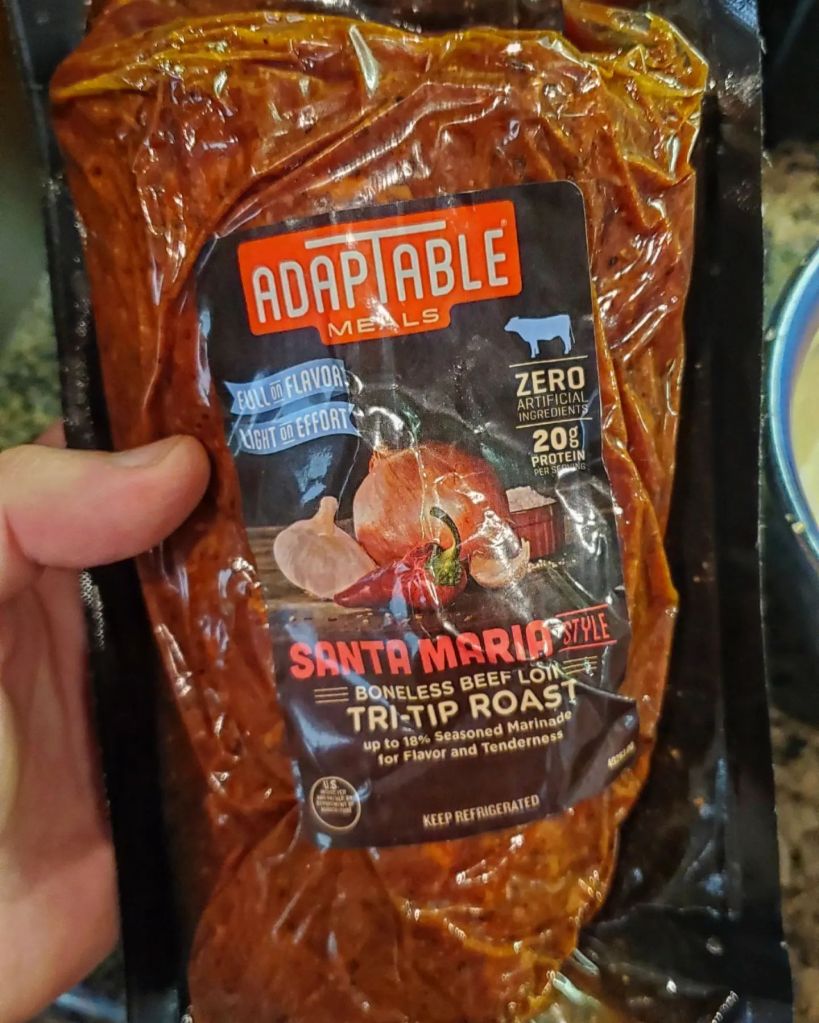 ADAPTABLE®
MEALS
FULL ON FLAVOR
LIGHT ON EFFORT
ZERO
ARTIFICIAL
INGREDIENTS
20g
PROTEIN
PER SERVING
SANTA MARIA STYLE
BONELESS BEEF LOIN
TRI-TIP ROAST
up to 18% Seasoned Marinade
for Flavor and Tenderness
U.S.
KEEP REFRIGERATED